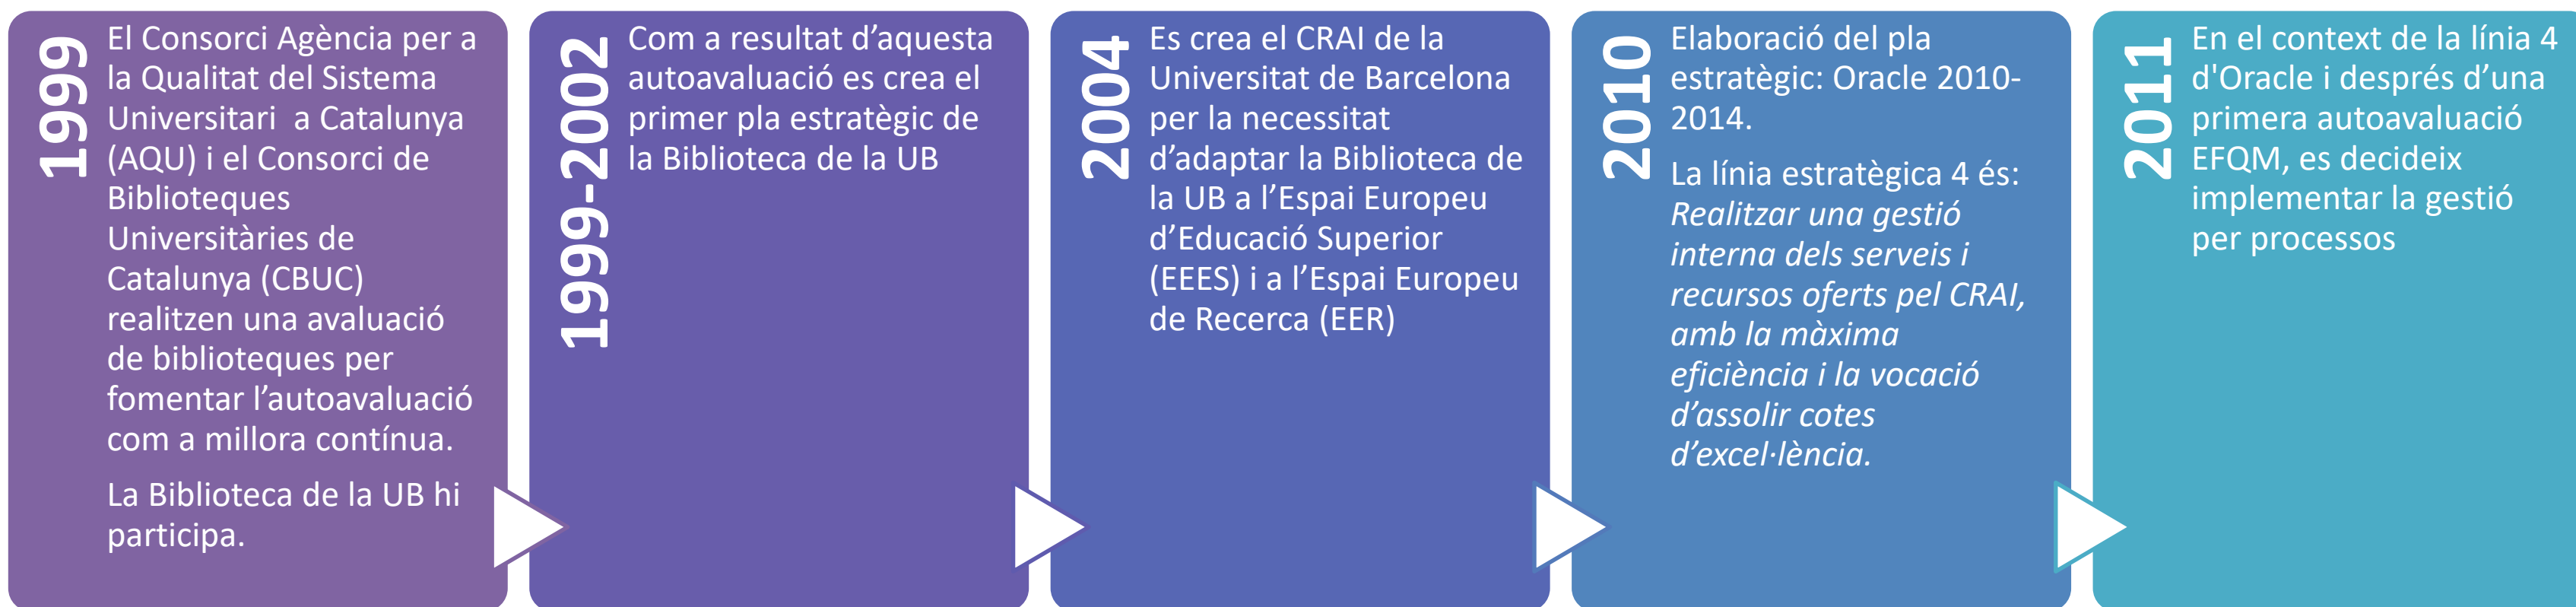 1999
El Consorci Agència per a
la Qualitat del Sistema
Universitari  a Catalunya
(AQU) i el Consorci de
Biblioteques
Universitàries de
Catalunya (CBUC)
realitzen una avaluació
de biblioteques per
fomentar l’autoavaluació
com a millora contínua.
La Biblioteca de la UB hi
participa.
1999-2002
Com a resultat d’aquesta
autoavaluació es crea el
primer pla estratègic de
la Biblioteca de la UB
2004
Es crea el CRAI de la
Universitat de Barcelona
per la necessitat
d’adaptar la Biblioteca de
la UB a l’Espai Europeu
d’Educació Superior
(EEES) i a l’Espai Europeu
de Recerca (EER)
2010
Elaboració del pla
estratègic: Oracle 2010-
2014.
La línia estratègica 4 és:
Realitzar una gestió
interna dels serveis i
recursos oferts pel CRAI,
amb la màxima
eficiència i la vocació
d’assolir cotes
d’excel·lència.
2011
En el context de la línia 4
d'Oracle i després d’una
primera autoavaluació
EFQM, es decideix
implementar la gestió
per processos